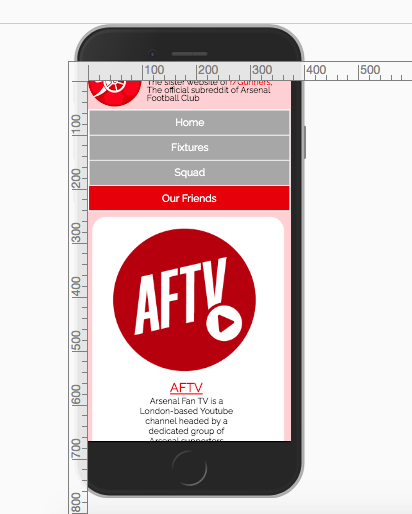 100
200
300
400
500
The sister website of r/Gunners,
The official subreddit of Arsenal
Football Club
100
Home
Fixtures
200
Squad
Our Friends
300
AFTV
400
500
600
AFTV
Arsenal Fan TV is a
London-based Youtube
channel headed by a
dedicated group of
Arsenal supporters
700
800